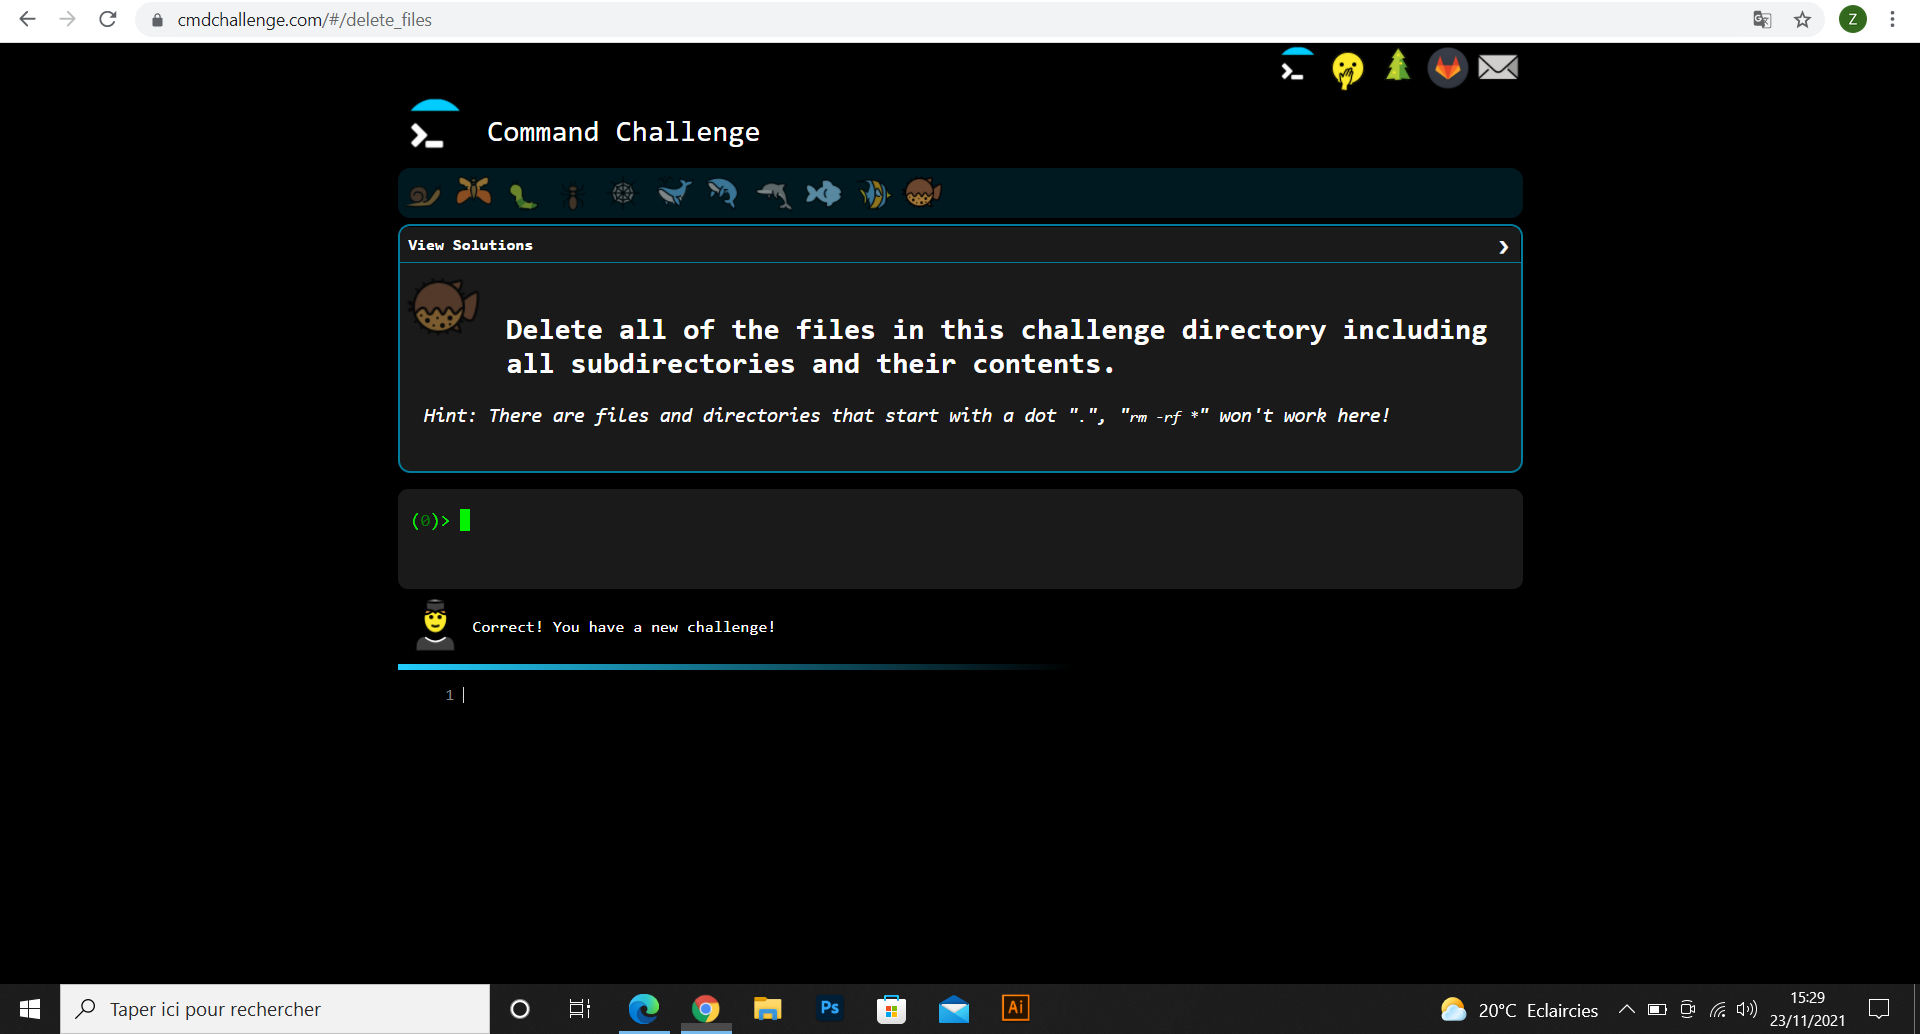 cmdchallenge.com/#/delete_files
Z
Command Challenge
View Solutions
Delete all of the files in this challenge directory including
all subdirectories and their contents.
Hint: There are files and directories that start with a dot ".", "rm -rf *" won't work here!
(0)>
Correct! You have a new challenge!
1
Taper ici pour rechercher
Ps
Ai
20°C Eclaircies
15:29
23/11/2021